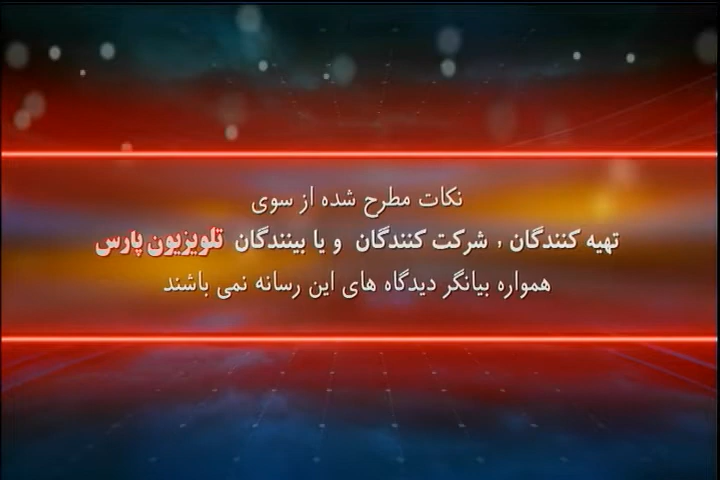 نکات مطرح شده از سوی
تهیه کنندگان , شرکت کنندگان و یا بینندگان تلویزیون پارس
همواره بیانگر دیدگاه های این رسانه نمی باشند